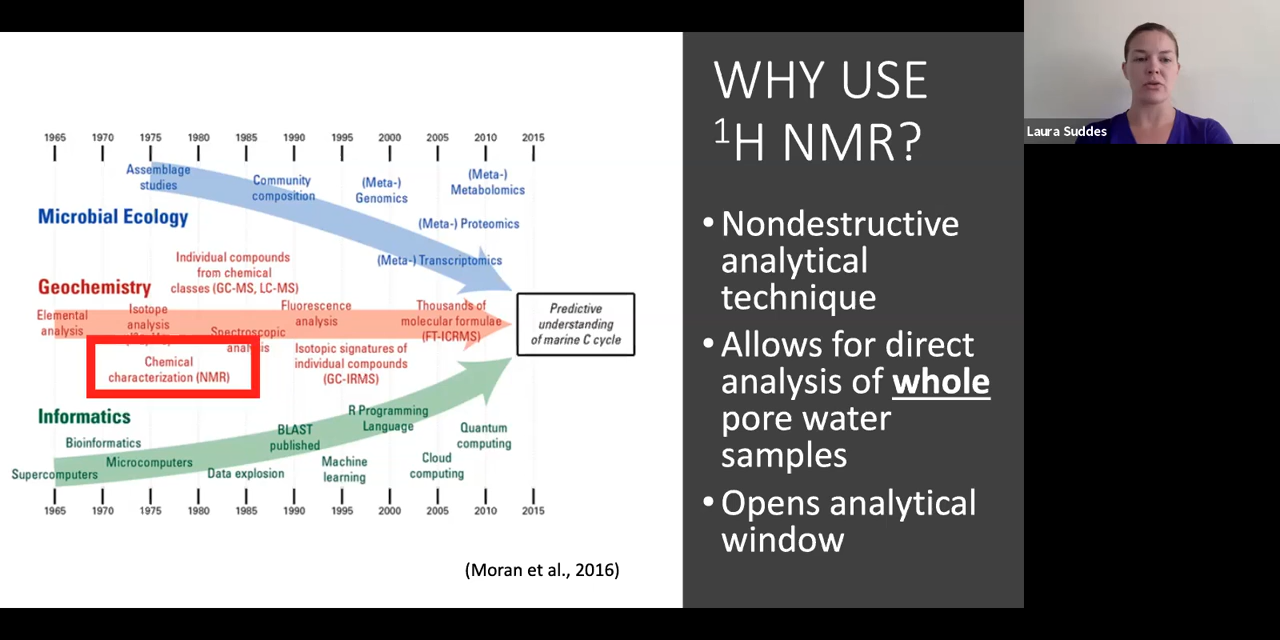 1965 1970 1975 1980 1985 1990 1995 2000 2005 2010 2015
Assemblage
studies
Community
composition
(Meta-)
Genomics
(Meta-)
Metabolomics
Microbial Ecology
(Meta-) Proteomics
(Meta-) Transcriptomics
Individual compounds
from chemical
classes (GC-MS, LC-MS)
Geochemistry
Elemental
analysis
Isotope
analysis
Spectroscopic
analysis
Fluorescence
analysis
Thousands of
molecular formulae
(FT-ICRMS)
Chemical
characterization (NMR)
Isotopic signatures of
individual compounds
(GC-IRMS)
Predictive
understanding
of marine C cycle
Informatics
Bioinformatics
Supercomputers
Microcomputers
Data explosion
BLAST
published
R Programming
Language
Machine
learning
Cloud
computing
Quantum
computing
1965 1970 1975 1980 1985 1990 1995 2000 2005 2010 2015
(Moran et al., 2016)
WHY USE
¹H NMR?
• Nondestructive
analytical
technique
• Allows for direct
analysis of whole
pore water
samples
• Opens analytical
window
Laura Suddes